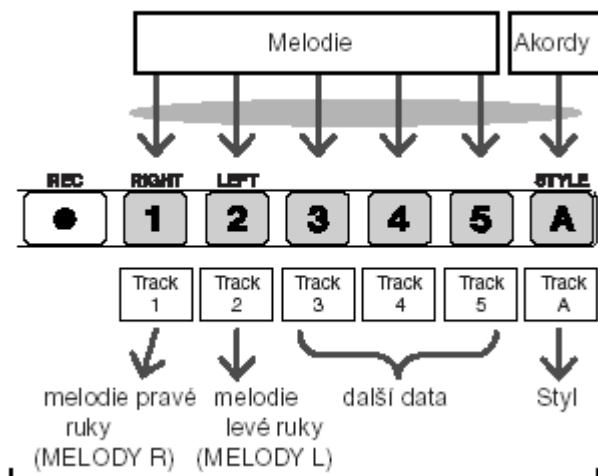 Melodie Akordy
REC RIGHT LEFT STYLE
1 2 3 4 5 A
Track Track Track Track Track Track
1 2 3 4 5 A
melodie pravé melodie další data Styl
ruky levé ruky
(MELODY R) (MELODY L)